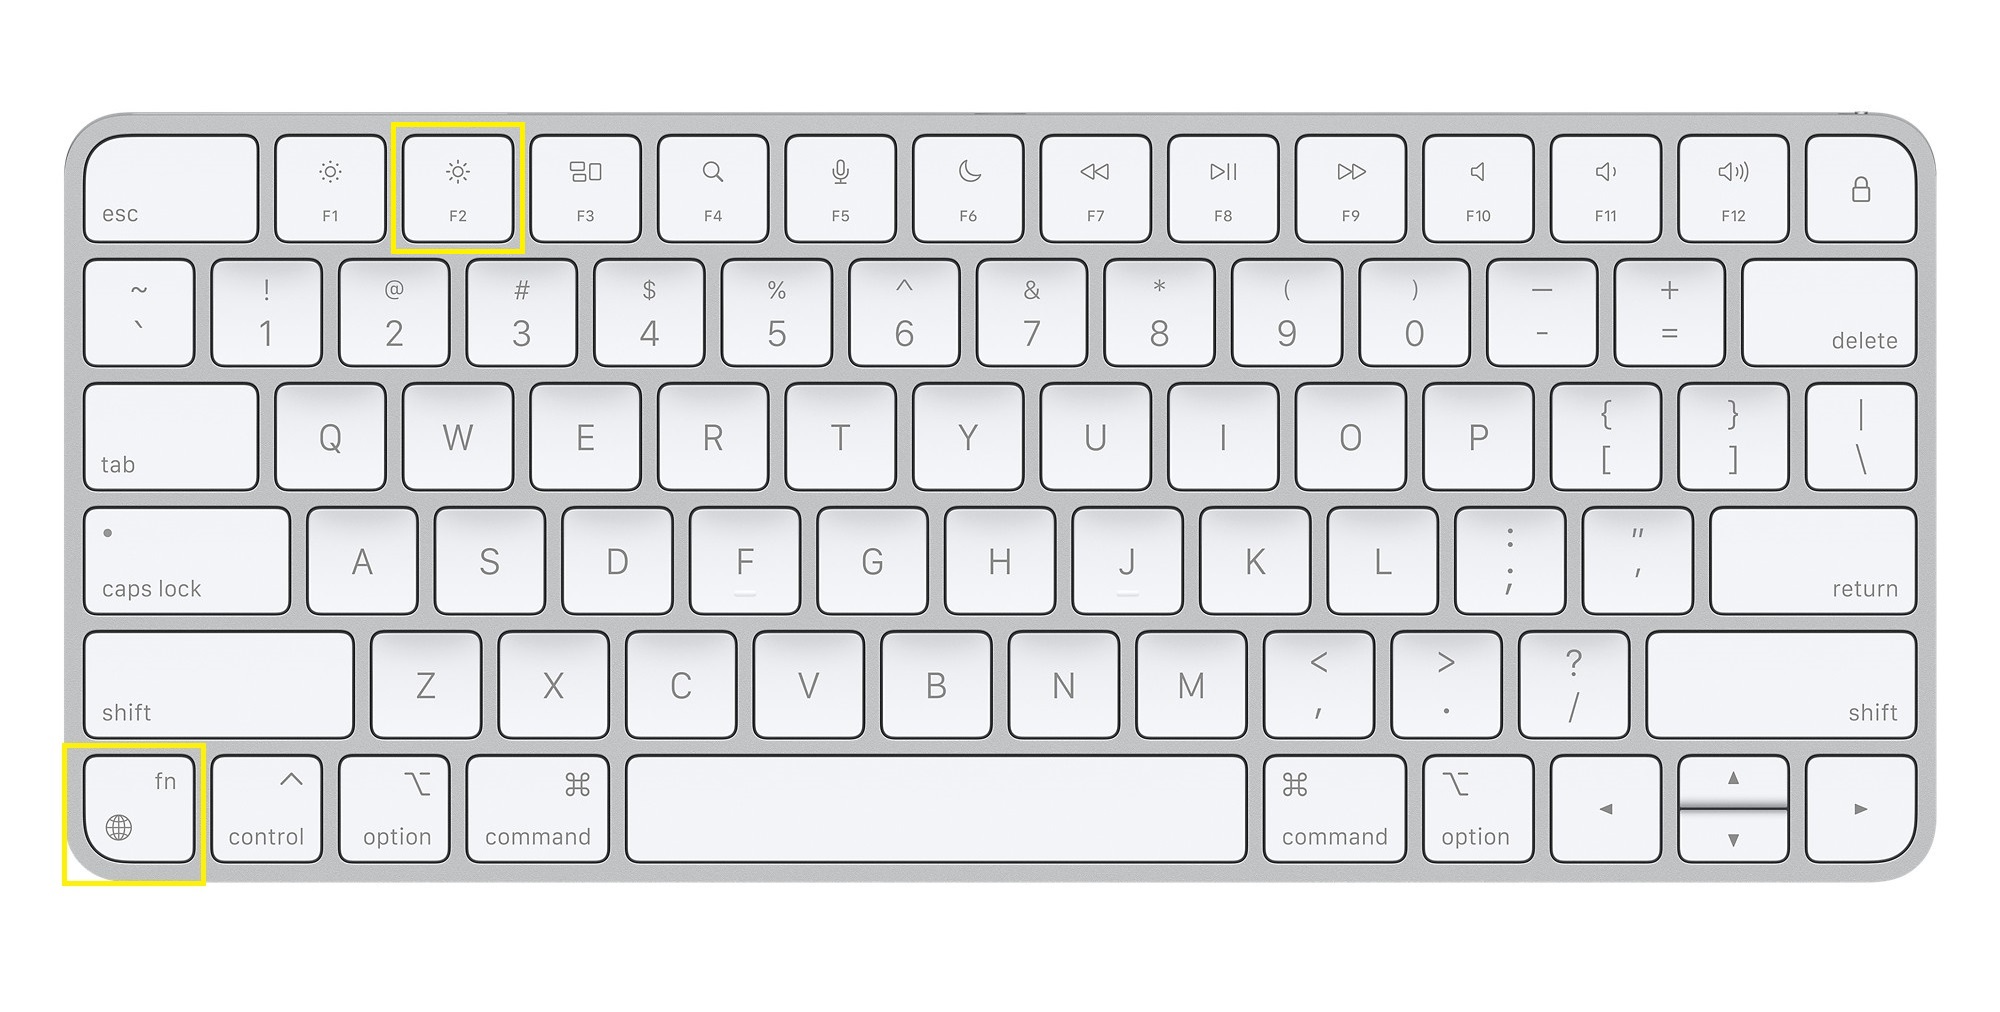 esc F1 F2 F3 F4 F5 F6 F7 F8 F9 F10 F11 F12
~ ! @ # $ % ^ & * ( ) — +
` 1 2 3 4 5 6 7 8 9 0 - = delete
tab Q W E R T Y U I O P { } |
[ ] \
caps lock A S D F G H J K L : "
; ' return
shift Z X C V B N M < > ? shift
, . /
fn ^ ⌥ ⌘ ⌘ ⌥
control option command command option